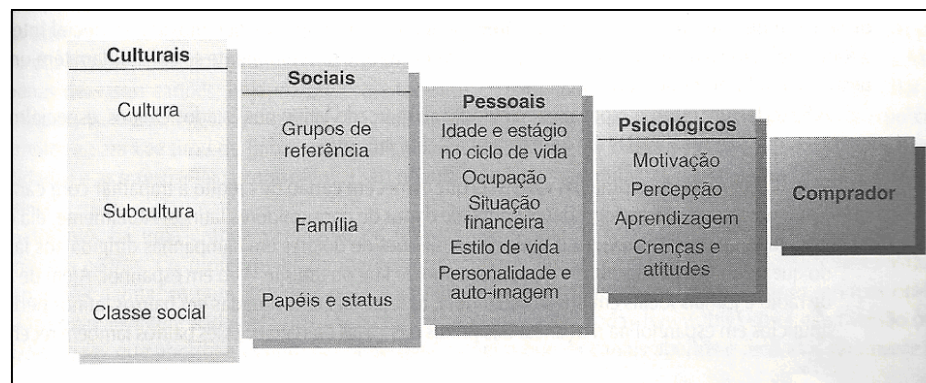 Culturais
Cultura
Subcultura
Classe social
Sociais
Grupos de
referência
Família
Papéis e status
Pessoais
Idade e estágio
no ciclo de vida
Ocupação
Situação
financeira
Estilo de vida
Personalidade e
auto-imagem
Psicológicos
Motivação
Percepção
Aprendizagem
Crenças e
atitudes
Comprador